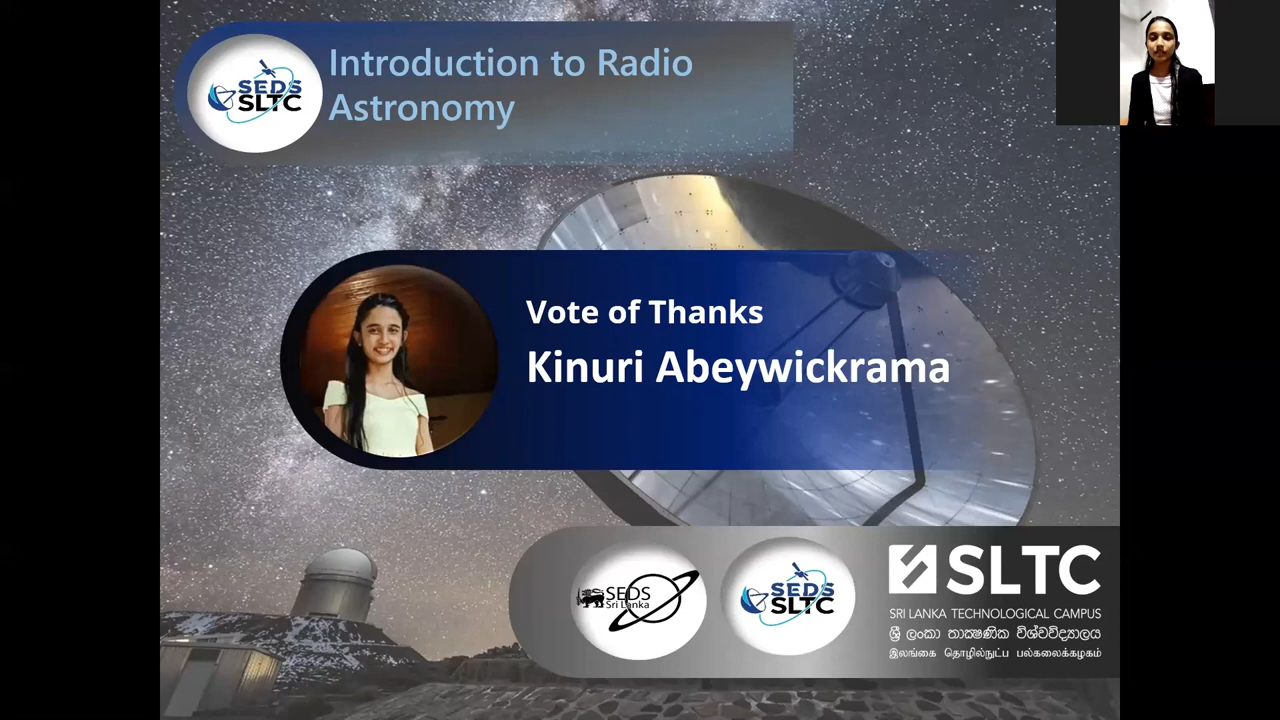 SEDS
SLTC
Introduction to Radio
Astronomy
Vote of Thanks
Kinuri Abeywickrama
SEDS
Sri Lanka
SEDS
SLTC
SLTC
SRI LANKA TECHNOLOGICAL CAMPUS
ශ්‍රී ලංකා තාක්ෂණික විශ්වවිද්‍යාලය
இலங்கை தொழில்நுட்ப பல்கலைக்கழகம்